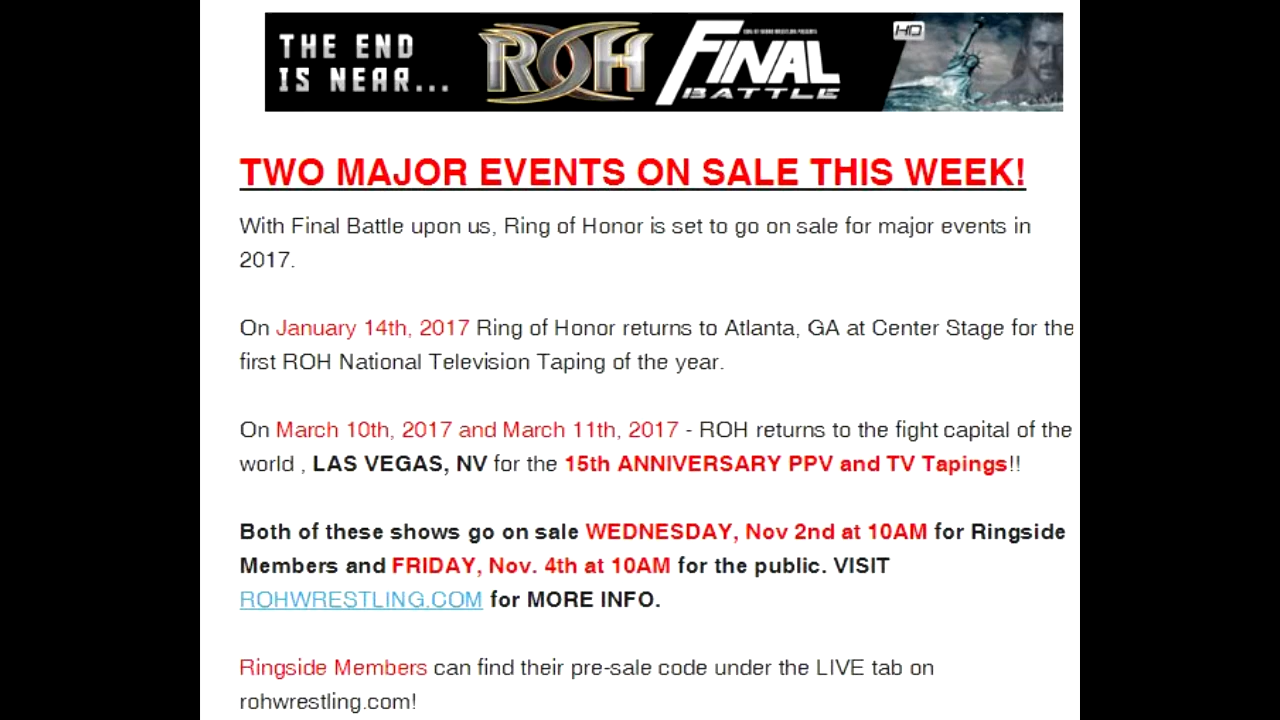 THE END
IS NEAR...
ROH
FINAL
BATTLE
HD
TWO MAJOR EVENTS ON SALE THIS WEEK!
With Final Battle upon us, Ring of Honor is set to go on sale for major events in
2017.
On January 14th, 2017 Ring of Honor returns to Atlanta, GA at Center Stage for the
first ROH National Television Taping of the year.
On March 10th, 2017 and March 11th, 2017 - ROH returns to the fight capital of the
world , LAS VEGAS, NV for the 15th ANNIVERSARY PPV and TV Tapings!!
Both of these shows go on sale WEDNESDAY, Nov 2nd at 10AM for Ringside
Members and FRIDAY, Nov. 4th at 10AM for the public. VISIT
ROHWRESTLING.COM for MORE INFO.
Ringside Members can find their pre-sale code under the LIVE tab on
rohwrestling.com!